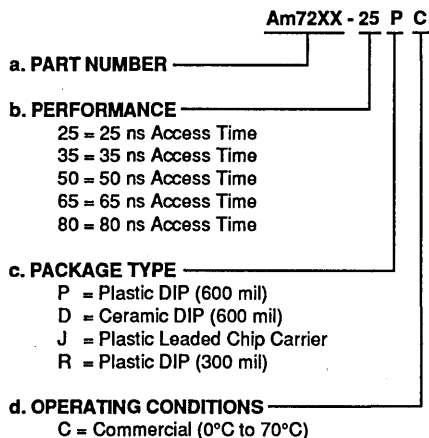 Am72XX - 25 P C
a. PART NUMBER
b. PERFORMANCE
25 = 25 ns Access Time
35 = 35 ns Access Time
50 = 50 ns Access Time
65 = 65 ns Access Time
80 = 80 ns Access Time
c. PACKAGE TYPE
P = Plastic DIP (600 mil)
D = Ceramic DIP (600 mil)
J = Plastic Leaded Chip Carrier
R = Plastic DIP (300 mil)
d. OPERATING CONDITIONS
C = Commercial (0°C to 70°C)